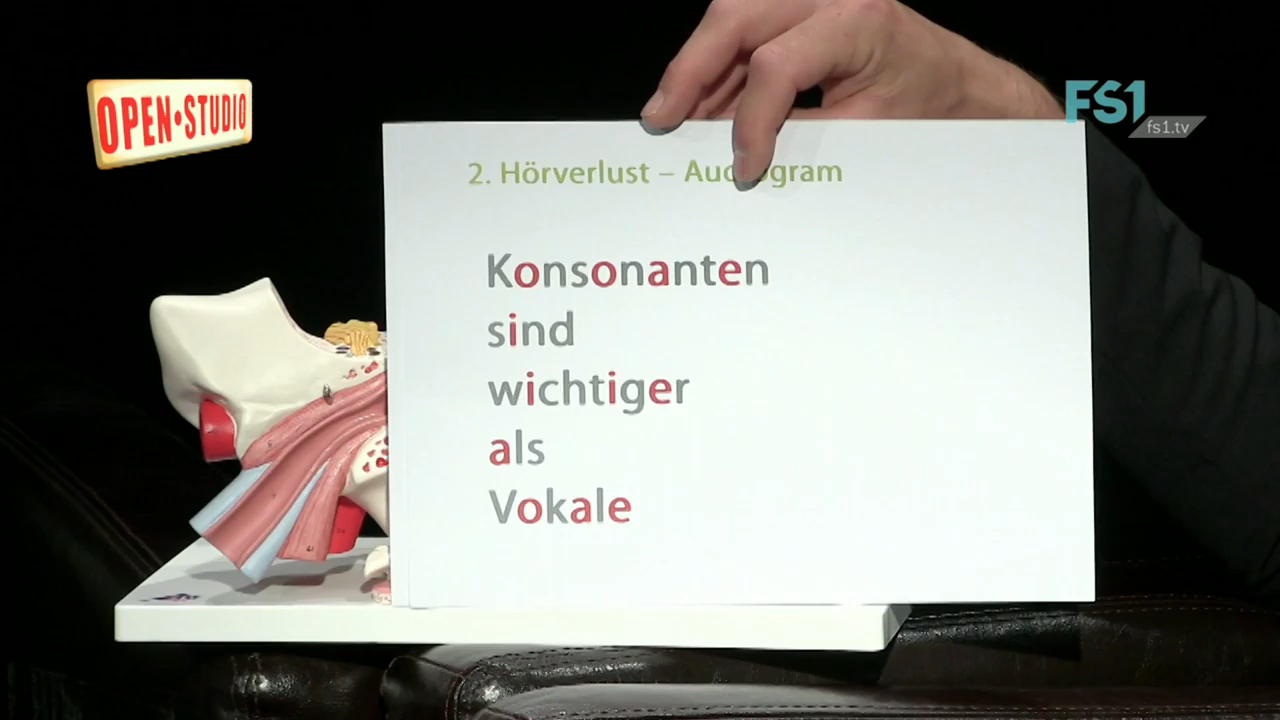 OPEN•STUDIO
FS1
fs1.tv
2. Hörverlust –
Konsonanten
sind
wichtiger
als
Vokale